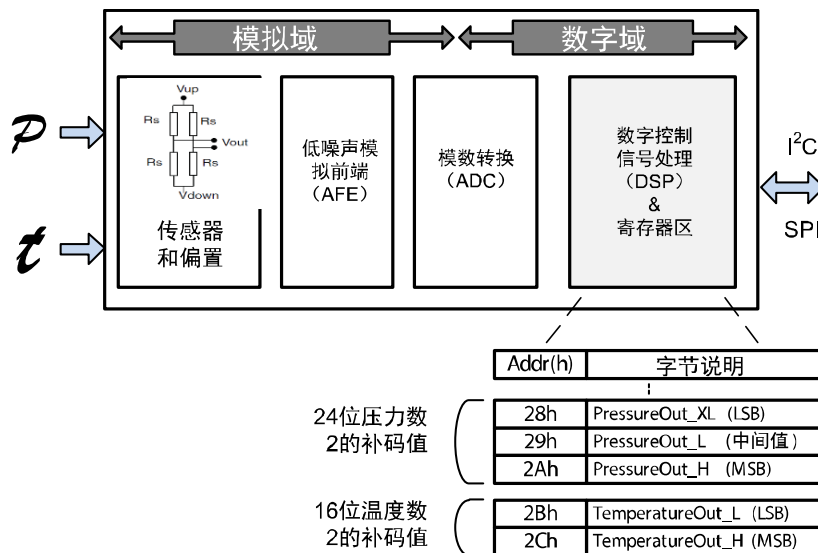 模拟域
数字域
p
t
Vup
Rs
Rs
Vout
Rs
Rs
Vdown
传感器
和偏置
低噪声模
拟前端
（AFE）
模数转换
（ADC）
数字控制
信号处理
（DSP）
&
寄存器区
I²C
SPI
Addr(h)
字节说明
24位压力数
2的补码值
28h
PressureOut_XL (LSB)
29h
PressureOut_L （中间值）
2Ah
PressureOut_H (MSB)
16位温度数
2的补码值
2Bh
TemperatureOut_L (LSB)
2Ch
TemperatureOut_H (MSB)